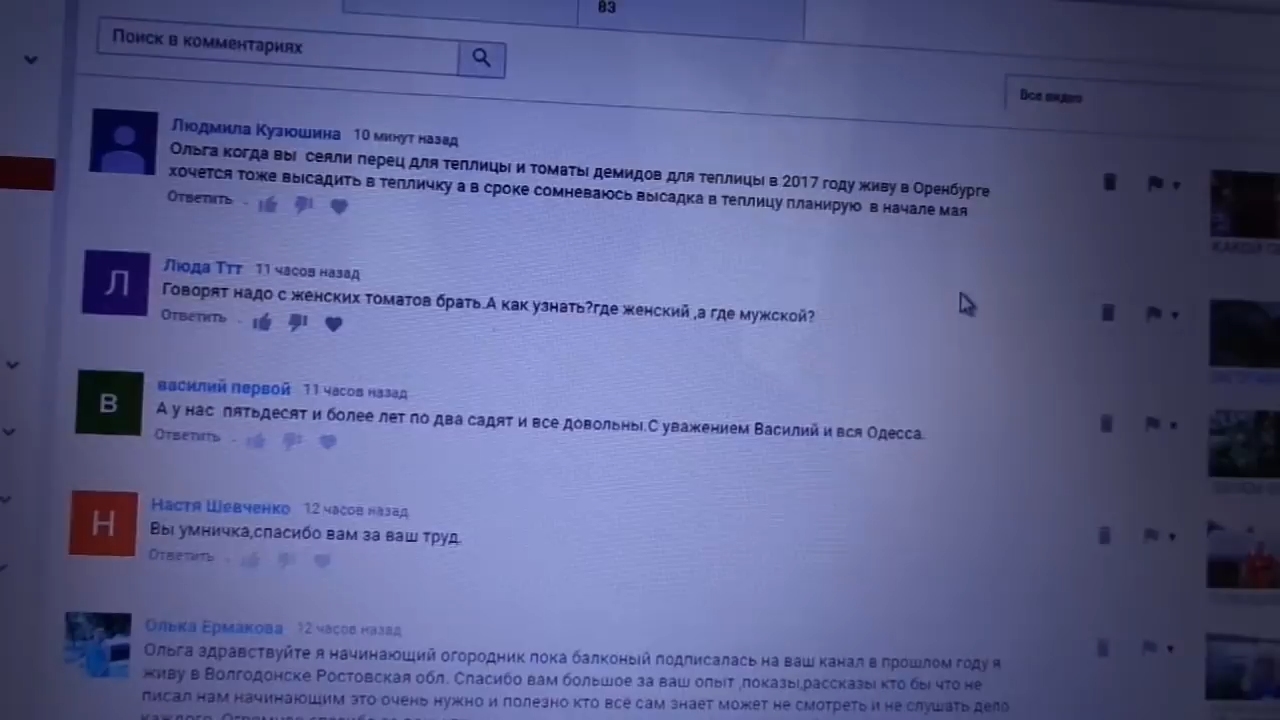 83
Поиск в комментариях
Все видео
Людмила Кузюшина 10 минут назад
Ольга когда вы сеяли перец для теплицы и томаты демидов для теплицы в 2017 году живу в Оренбурге
хочется тоже высадить в тепличку а в сроке сомневаюсь высадка в теплицу планирую в начале мая
Ответить
Л
Люда Ттт 11 часов назад
Говорят надо с женских томатов брать.А как узнать?где женский ,а где мужской?
Ответить
В
василий первой 11 часов назад
А у нас пятьдесят и более лет по два садят и все довольны.С уважением Василий и вся Одесса.
Ответить
Н
Настя Шевченко 12 часов назад
Вы умничка,спасибо вам за ваш труд.
Ответить
Олька Ермакова 12 часов назад
Ольга здравствуйте я начинающий огородник пока балконый подписалась на ваш канал в прошлом году я
живу в Волгодонске Ростовская обл. Спасибо вам большое за ваш опыт ,показы,рассказы кто бы что не
писал нам начинающим это очень нужно и полезно кто всё сам знает может не смотреть и не слушать дело